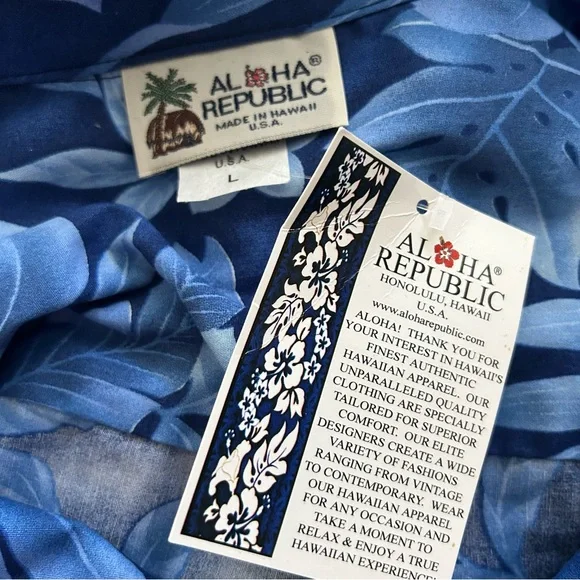 ALOHA®
REPUBLIC
MADE IN HAWAII
U.S.A.
U.S.A.
L
ALOHA®
REPUBLIC
HONOLULU, HAWAII
U.S.A.
www.aloharepublic.com
ALOHA! THANK YOU FOR
YOUR INTEREST IN HAWAII'S
FINEST AUTHENTIC
HAWAIIAN APPAREL. OUR
UNPARALLELED QUALITY
CLOTHING ARE SPECIALLY
TAILORED FOR SUPERIOR
COMFORT. OUR ELITE
DESIGNERS CREATE A WIDE
VARIETY OF FASHIONS
RANGING FROM VINTAGE
TO CONTEMPORARY. WEAR
OUR HAWAIIAN APPAREL
FOR ANY OCCASION AND
TAKE A MOMENT TO
RELAX & ENJOY A TRUE
HAWAIIAN EXPERIENCE